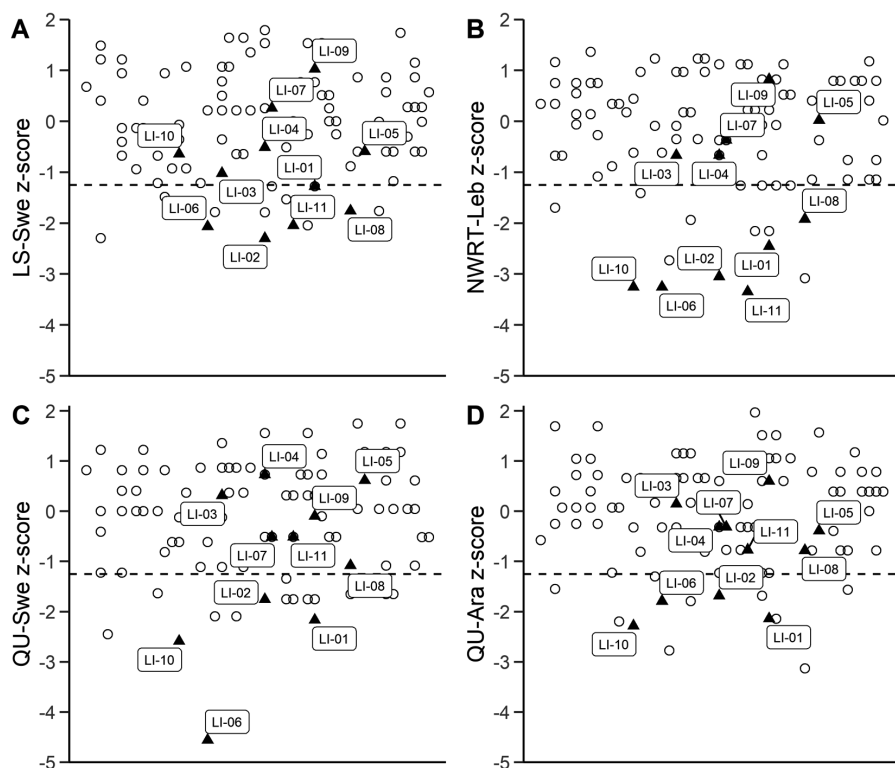 A
LS-Swe z-score
2
1
0
-1
-2
-3
-4
-5
LI-09
LI-07
LI-10
LI-04
LI-05
LI-01
LI-03
LI-06
LI-11
LI-02
LI-08
B
NWRT-Leb z-score
2
1
0
-1
-2
-3
-4
-5
LI-09
LI-05
LI-07
LI-03
LI-04
LI-08
LI-10
LI-02
LI-01
LI-06
LI-11
C
QU-Swe z-score
2
1
0
-1
-2
-3
-4
-5
LI-04
LI-05
LI-03
LI-09
LI-07
LI-11
LI-02
LI-08
LI-01
LI-10
LI-06
D
QU-Ara z-score
2
1
0
-1
-2
-3
-4
-5
LI-09
LI-03
LI-07
LI-11
LI-05
LI-04
LI-06
LI-02
LI-08
LI-10
LI-01